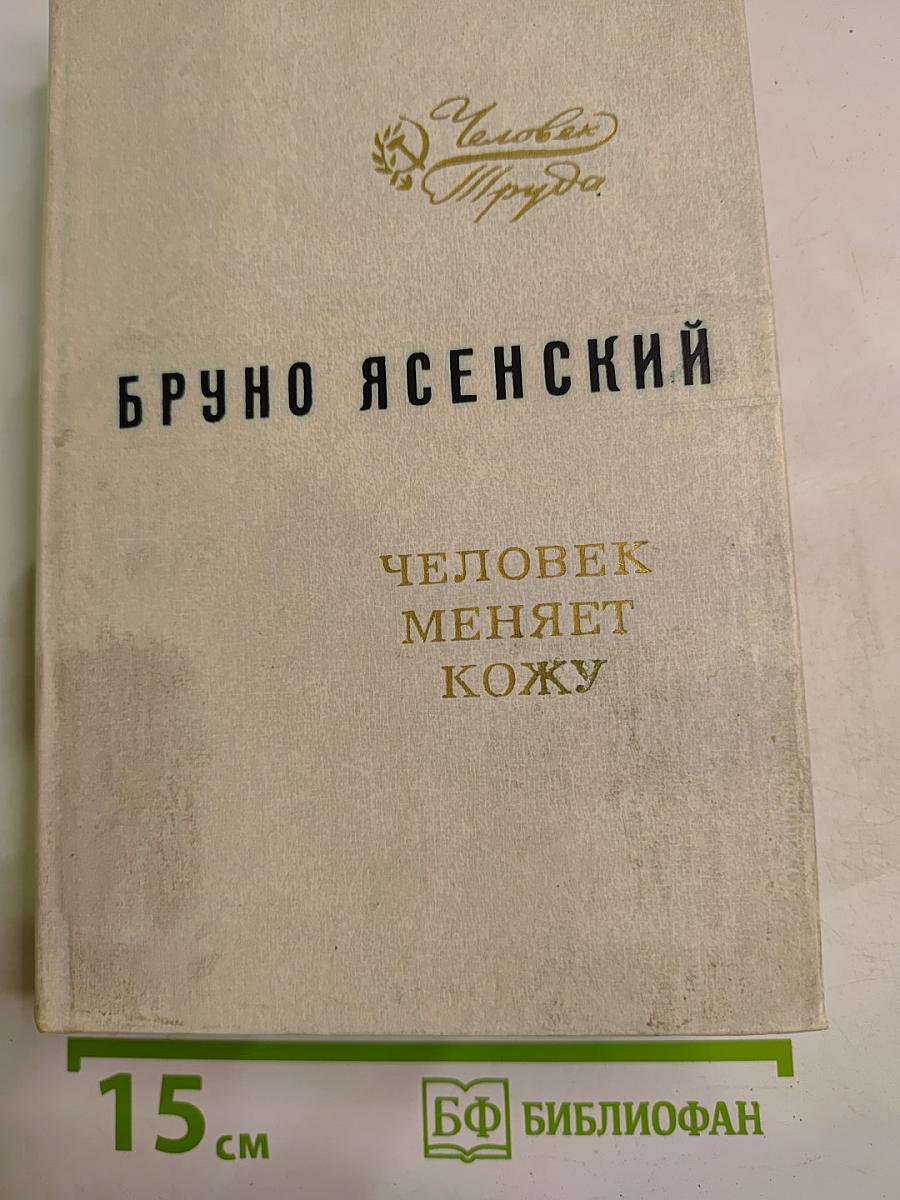 Человек
Труда
БРУНО ЯСЕНСКИЙ
ЧЕЛОВЕК
МЕНЯЕТ
КОЖУ
15 см
БФ БИБЛИОФАН